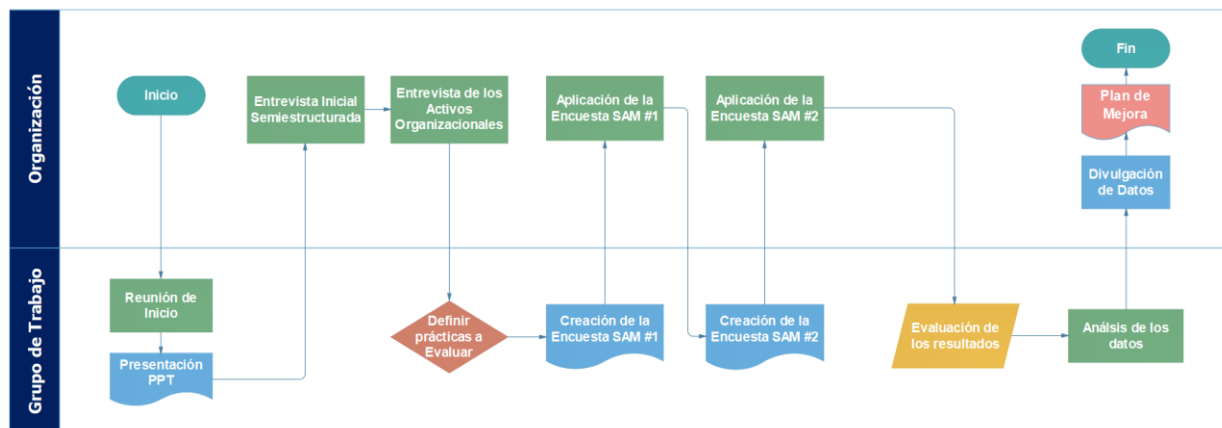 Organización
Inicio
Entrevista Inicial
Semiestructurada
Entrevista de los
Activos
Organizacionales
Aplicación de la
Encuesta SAM #1
Aplicación de la
Encuesta SAM #2
Fin
Plan de
Mejora
Divulgación
de Datos
Grupo de Trabajo
Reunión de
Inicio
Presentación
PPT
Definir
prácticas a
Evaluar
Creación de la
Encuesta SAM #1
Creación de la
Encuesta SAM #2
Evaluación de
los resultados
Análsis de los
datos